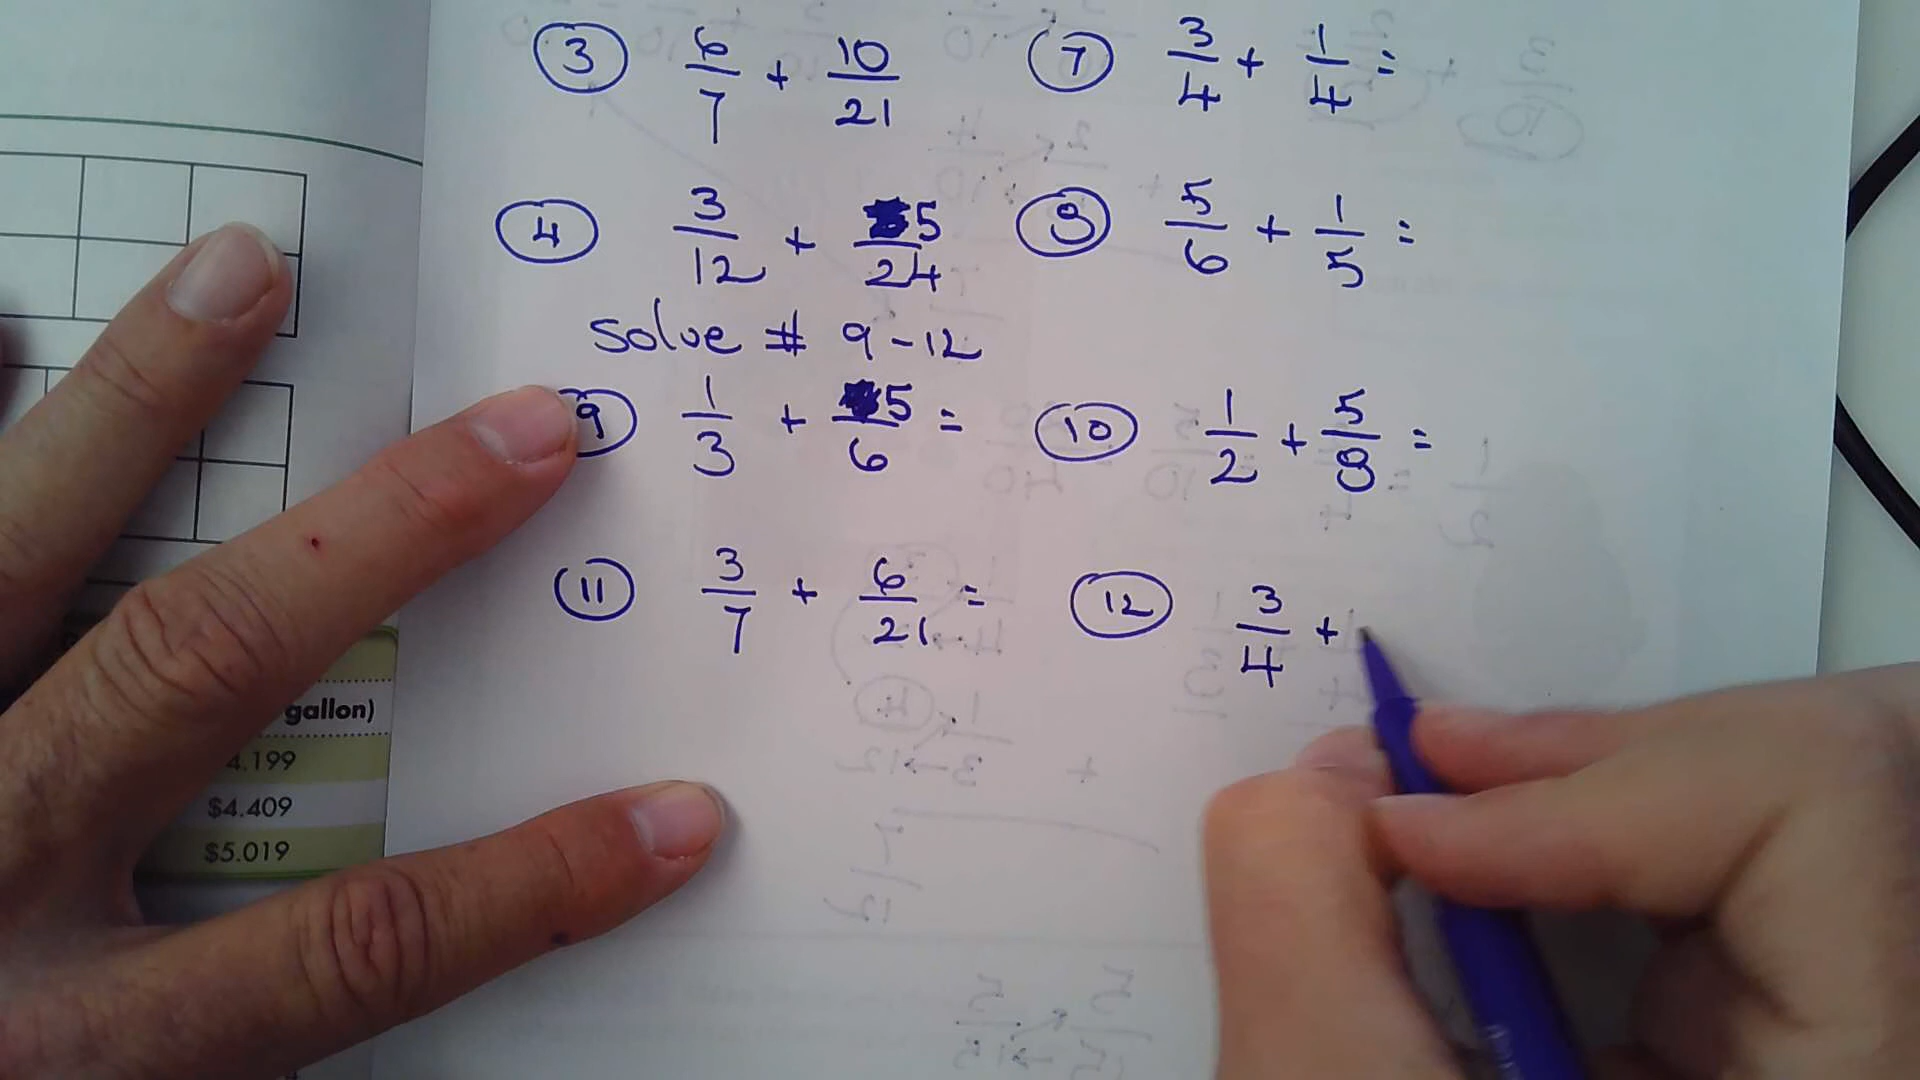 ③ 6/7 + 10/21
⑦ 3/4 + 1/4 =
④ 3/12 + 5/24
⑧ 5/6 + 1/5 =
Solve # 9-12
⑨ 1/3 + 5/6 =
⑩ 1/2 + 5/8 =
⑪ 3/7 + 6/21 =
⑫ 3/4 +
gallon)
4.199
$4.409
$5.019